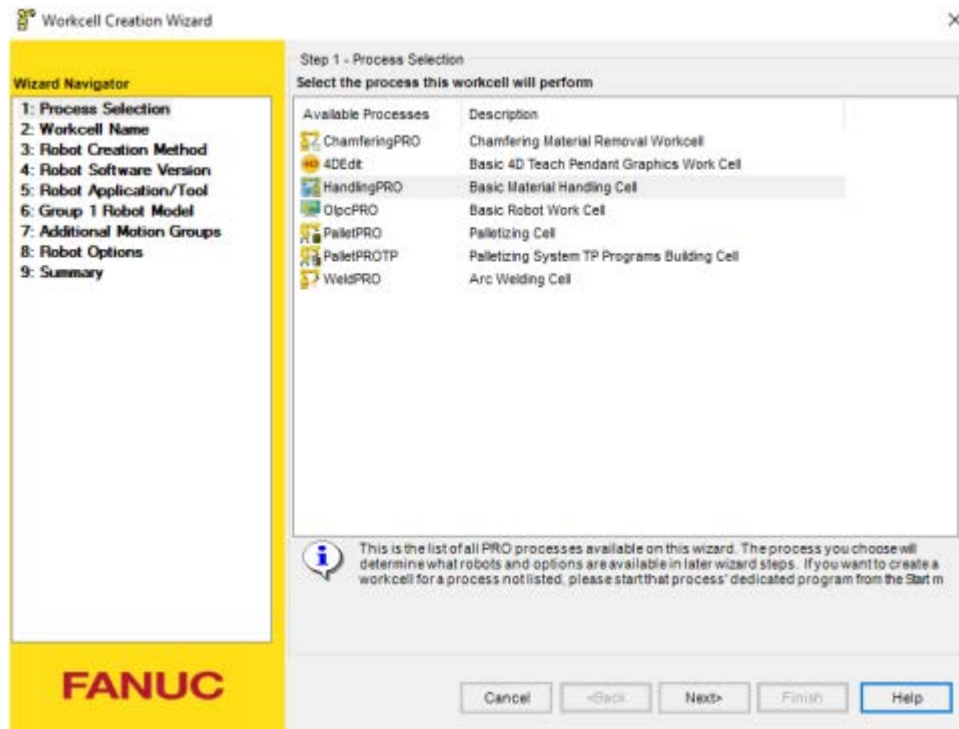 Workcell Creation Wizard
Wizard Navigator
1: Process Selection
2: Workcell Name
3: Robot Creation Method
4: Robot Software Version
5: Robot Application/Tool
6: Group 1 Robot Model
7: Additional Motion Groups
8: Robot Options
9: Summary
FANUC
Step 1 - Process Selection
Select the process this workcell will perform
Available Processes Description
ChamferingPRO Chamfering Material Removal Workcell
4D 4DEdit Basic 4D Teach Pendant Graphics Work Cell
HandlingPRO Basic Material Handling Cell
OlpcPRO Basic Robot Work Cell
PalletPRO Palletizing Cell
PalletPROTP Palletizing System TP Programs Building Cell
WeldPRO Arc Welding Cell
This is the list of all PRO processes available on this wizard. The process you choose will
determine what robots and options are available in later wizard steps. If you want to create a
workcell for a process not listed, please start that process' dedicated program from the Start m
Cancel <Back Next> Finish Help